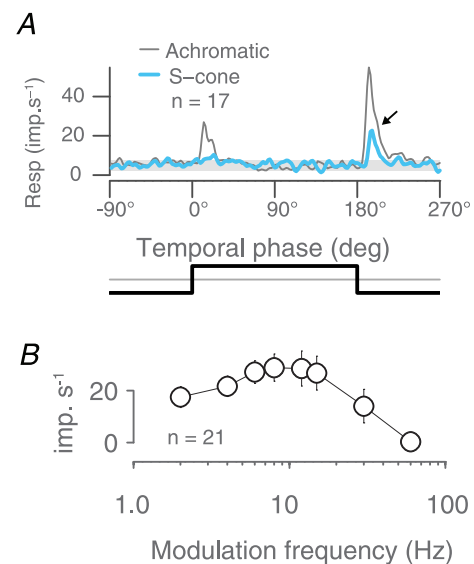 A
Achromatic
S-cone
n = 17
Resp (imp.s⁻¹)
40
20
0
-90° 0° 90° 180° 270°
Temporal phase (deg)
B
imp. s⁻¹
20
0
n = 21
1.0 10 100
Modulation frequency (Hz)